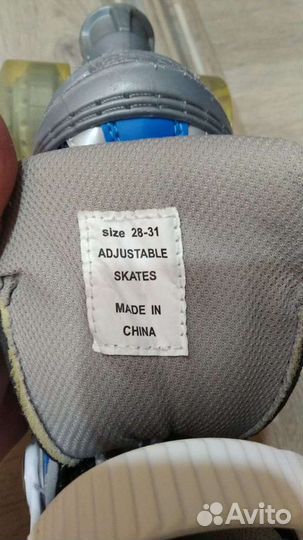 size 28-31
ADJUSTABLE
SKATES
MADE IN
CHINA
Avito